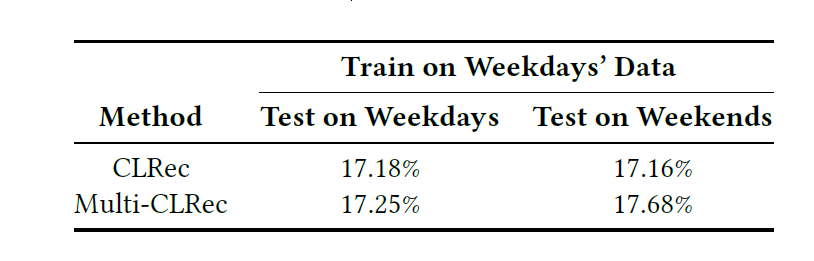 Train on Weekdays' Data
Method Test on Weekdays Test on Weekends
CLRec 17.18% 17.16%
Multi-CLRec 17.25% 17.68%